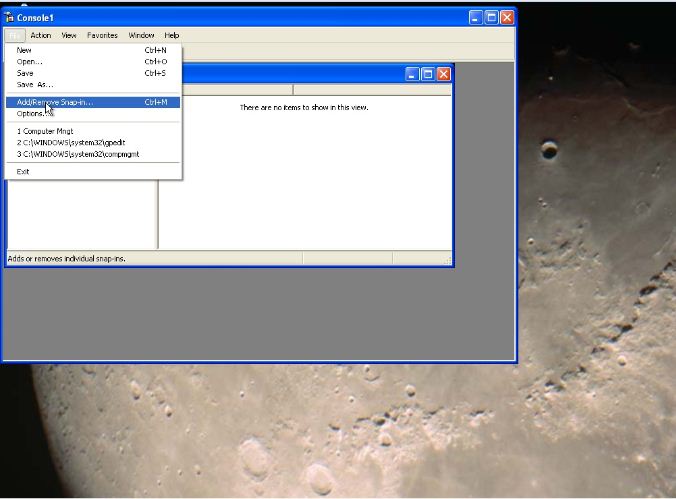 Console1
File Action View Favorites Window Help
New Ctrl+N
Open... Ctrl+O
Save Ctrl+S
Save As...
Add/Remove Snap-in... Ctrl+M
Options...
1 Computer Mngt
2 C:\WINDOWS\system32\gpedit
3 C:\WINDOWS\system32\compmgmt
Exit
There are no items to show in this view.
Adds or removes individual snap-ins.